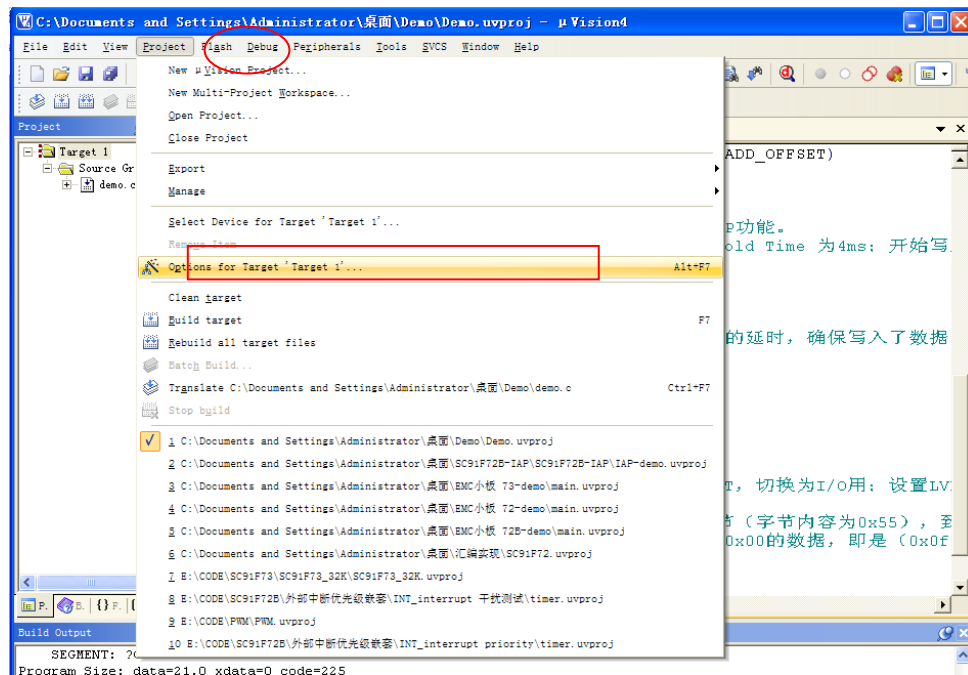 C:\Documents and Settings\Administrator\桌面\Demo\Demo.uvproj - µVision4
File Edit View Project Flash Debug Peripherals Tools SVCS Window Help
New µVision Project...
New Multi-Project Workspace...
Project
Open Project...
Close Project
Target 1
ADD_OFFSET)
Source Gr
Export
demo.c
Manage
Select Device for Target 'Target 1'...
P功能。
Remove Item
old Time 为4ms; 开始写
Options for Target 'Target 1'... Alt+F7
Clean target
Build target F7
的延时, 确保写入了数据
Rebuild all target files
Batch Build...
Translate C:\Documents and Settings\Administrator\桌面\Demo\demo.c Ctrl+F7
Stop build
1 C:\Documents and Settings\Administrator\桌面\Demo\Demo.uvproj
2 C:\Documents and Settings\Administrator\桌面\SC91F72B-IAP\SC91F72B-IAP\IAP-demo.uvproj
3 C:\Documents and Settings\Administrator\桌面\EMC小板 73-demo\main.uvproj
T, 切换为I/O用; 设置LV
4 C:\Documents and Settings\Administrator\桌面\EMC小板 72-demo\main.uvproj
节（字节内容为0x55）, 到
5 C:\Documents and Settings\Administrator\桌面\EMC小板 72B-demo\main.uvproj
0x00的数据, 即是（0x0f
6 C:\Documents and Settings\Administrator\桌面\汇编实现\SC91F72.uvproj
7 E:\CODE\SC91F73\SC91F73_32K\SC91F73_32K.uvproj
8 E:\CODE\SC91F72B\外部中断优先级嵌套\INT_interrupt 干扰测试\timer.uvproj
P. B. {} F.
9 E:\CODE\PWM\PWM.uvproj
Build Output
10 E:\CODE\SC91F72B\外部中断优先级嵌套\INT_interrupt priority\timer.uvproj
SEGMENT: ?
Program Size: data=21.0 xdata=0 code=225